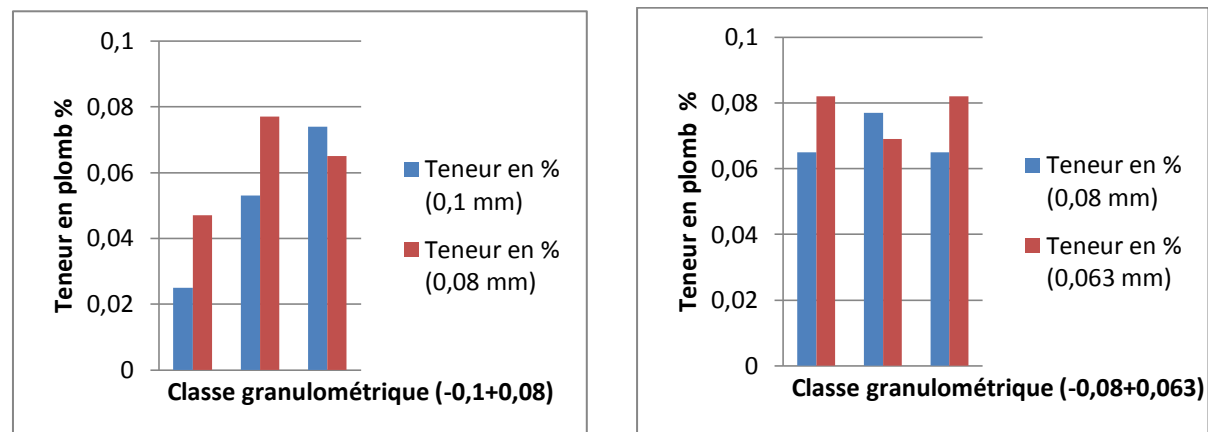 0,1
0,08
0,06
0,04
0,02
0
Teneur en plomb %
Teneur en %
(0,1 mm)
Teneur en %
(0,08 mm)
Classe granulométrique (-0,1+0,08)
0,1
0,08
0,06
0,04
0,02
0
Teneur en plomb %
Teneur en %
(0,08 mm)
Teneur en %
(0,063 mm)
Classe granulométrique (-0,08+0,063)